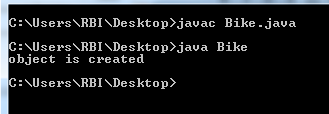 C:\Users\RBI\Desktop>javac Bike.java
C:\Users\RBI\Desktop>java Bike
object is created
C:\Users\RBI\Desktop>